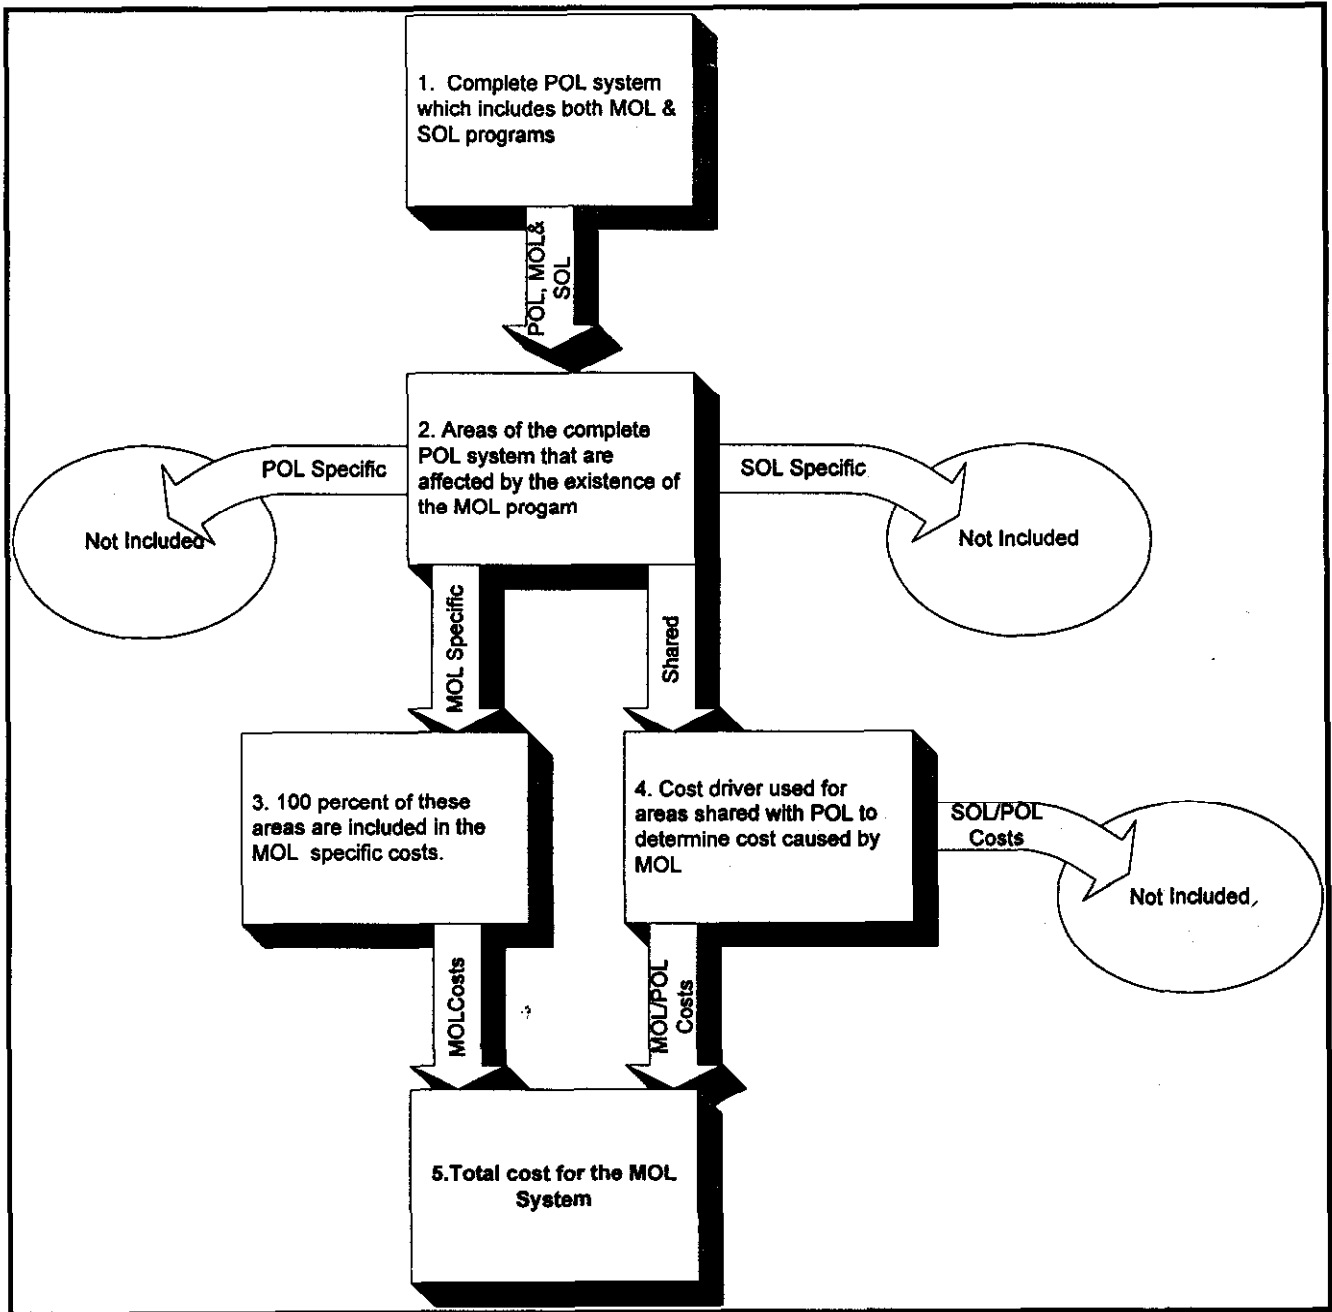 1. Complete POL system
which includes both MOL &
SOL programs
POL, MOL&
SOL
2. Areas of the complete
POL system that are
affected by the existence of
the MOL progam
POL Specific
Not Included
SOL Specific
Not Included
MOL Specific
Shared
3. 100 percent of these
areas are included in the
MOL specific costs.
4. Cost driver used for
areas shared with POL to
determine cost caused by
MOL
SOL/POL
Costs
Not Included
MOLCosts
MOL/POL
Costs
5.Total cost for the MOL
System